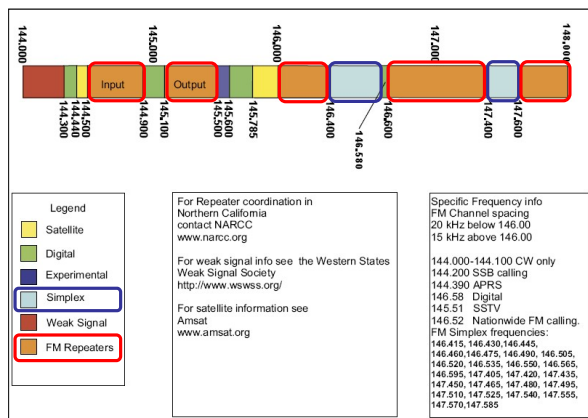 144.000
145.000
146.000
147.000
148.000
Input
Output
144.300
144.440
144.500
144.900
145.100
145.500
145.600
145.785
146.400
146.580
146.600
147.400
147.600
Legend
Satellite
Digital
Experimental
Simplex
Weak Signal
FM Repeaters
For Repeater coordination in
Northern California
contact NARCC
www.narcc.org
For weak signal info see the Western States
Weak Signal Society
http://www.wswss.org/
For satellite information see
Amsat
www.amsat.org
Specific Frequency info
FM Channel spacing
20 kHz below 146.00
15 kHz above 146.00
144.000-144.100 CW only
144.200 SSB calling
144.390 APRS
146.58 Digital
145.51 SSTV
146.52 Nationwide FM calling.
FM Simplex frequencies:
146.415, 146.430,146.445,
146.460,146.475, 146.490, 146.505,
146.520, 146.535, 146.550, 146.565,
146.595, 147.405, 147.420, 147.435,
147.450, 147.465, 147.480, 147.495,
147.510, 147.525, 147.540, 147.555,
147.570,147.585